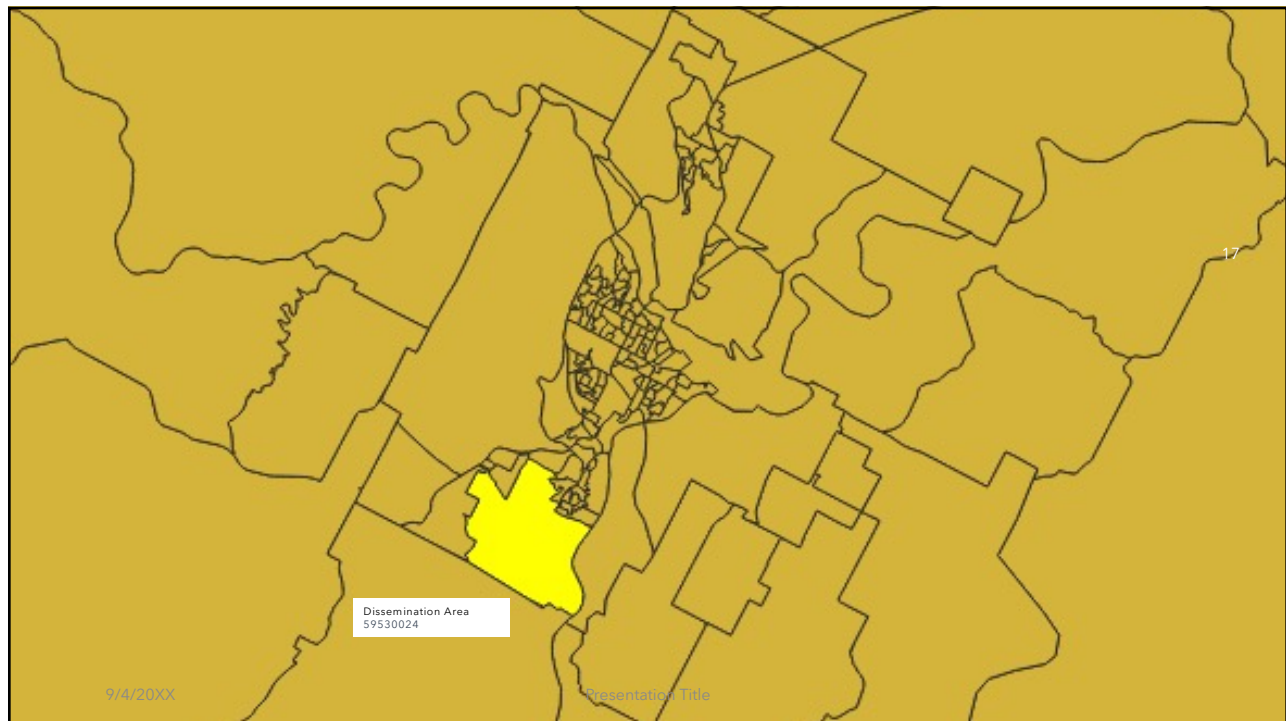 17
Dissemination Area
59530024
9/4/20XX
Presentation Title